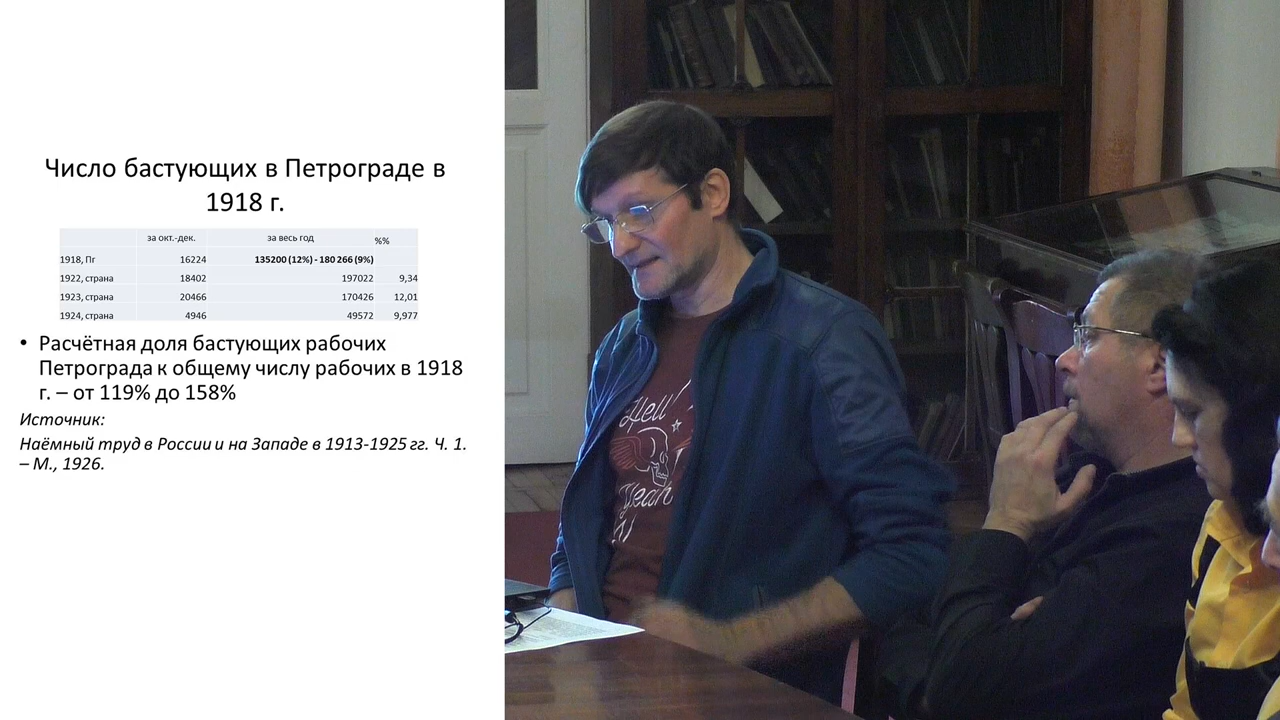 Число бастующих в Петрограде в
1918 г.
за окт.-дек. за весь год %%
1918, Пг 16224 135200 (12%) - 180 266 (9%)
1922, страна 18402 197022 9,34
1923, страна 20466 170426 12,01
1924, страна 4946 49572 9,977
• Расчётная доля бастующих рабочих
Петрограда к общему числу рабочих в 1918
г. – от 119% до 158%
Источник:
Наёмный труд в России и на Западе в 1913-1925 гг. Ч. 1.
– М., 1926.
Hell
Yeah